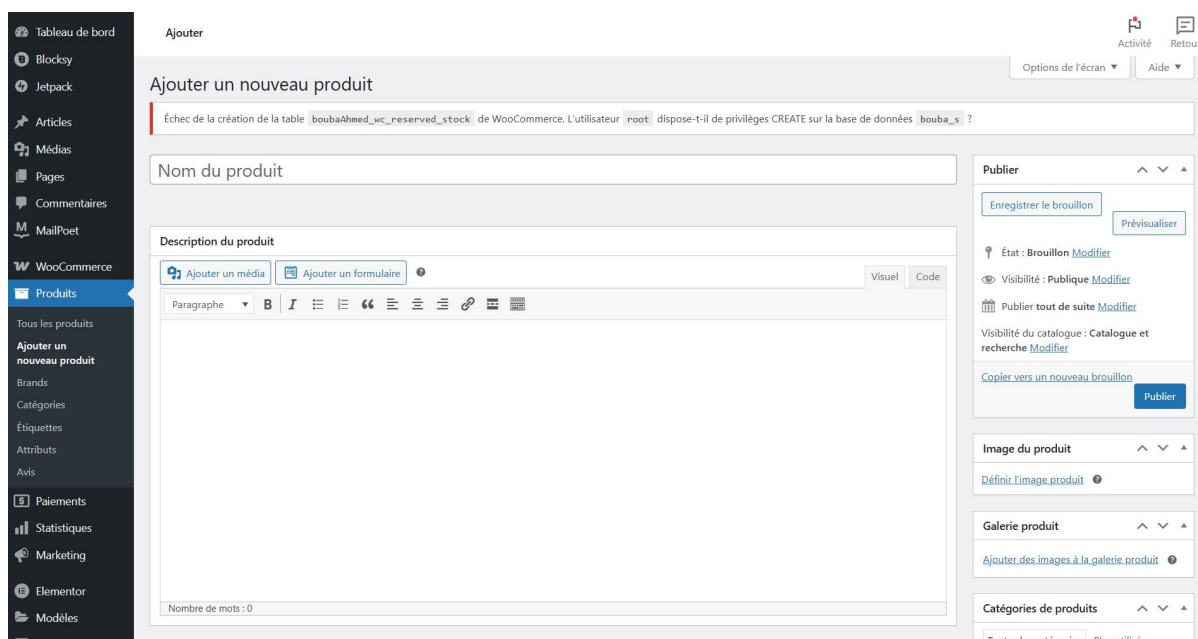 Tableau de bord
Blocksy
Jetpack
Articles
Médias
Pages
Commentaires
MailPoet
WooCommerce
Produits
Tous les produits
Ajouter un
nouveau produit
Brands
Catégories
Étiquettes
Attributs
Avis
Paiements
Statistiques
Marketing
Elementor
Modèles
Ajouter
Activité
Retou
Options de l'écran ▼
Aide ▼
Ajouter un nouveau produit
Échec de la création de la table boubaAhmed_wc_reserved_stock de WooCommerce. L'utilisateur root dispose-t-il de privilèges CREATE sur la base de données bouba_s ?
Nom du produit
Description du produit
Ajouter un média
Ajouter un formulaire
Visuel
Code
Paragraphe
Nombre de mots : 0
Publier
Enregistrer le brouillon
Prévisualiser
État : Brouillon Modifier
Visibilité : Publique Modifier
Publier tout de suite Modifier
Visibilité du catalogue : Catalogue et
recherche Modifier
Copier vers un nouveau brouillon
Publier
Image du produit
Définir l'image produit
Galerie produit
Ajouter des images à la galerie produit
Catégories de produits